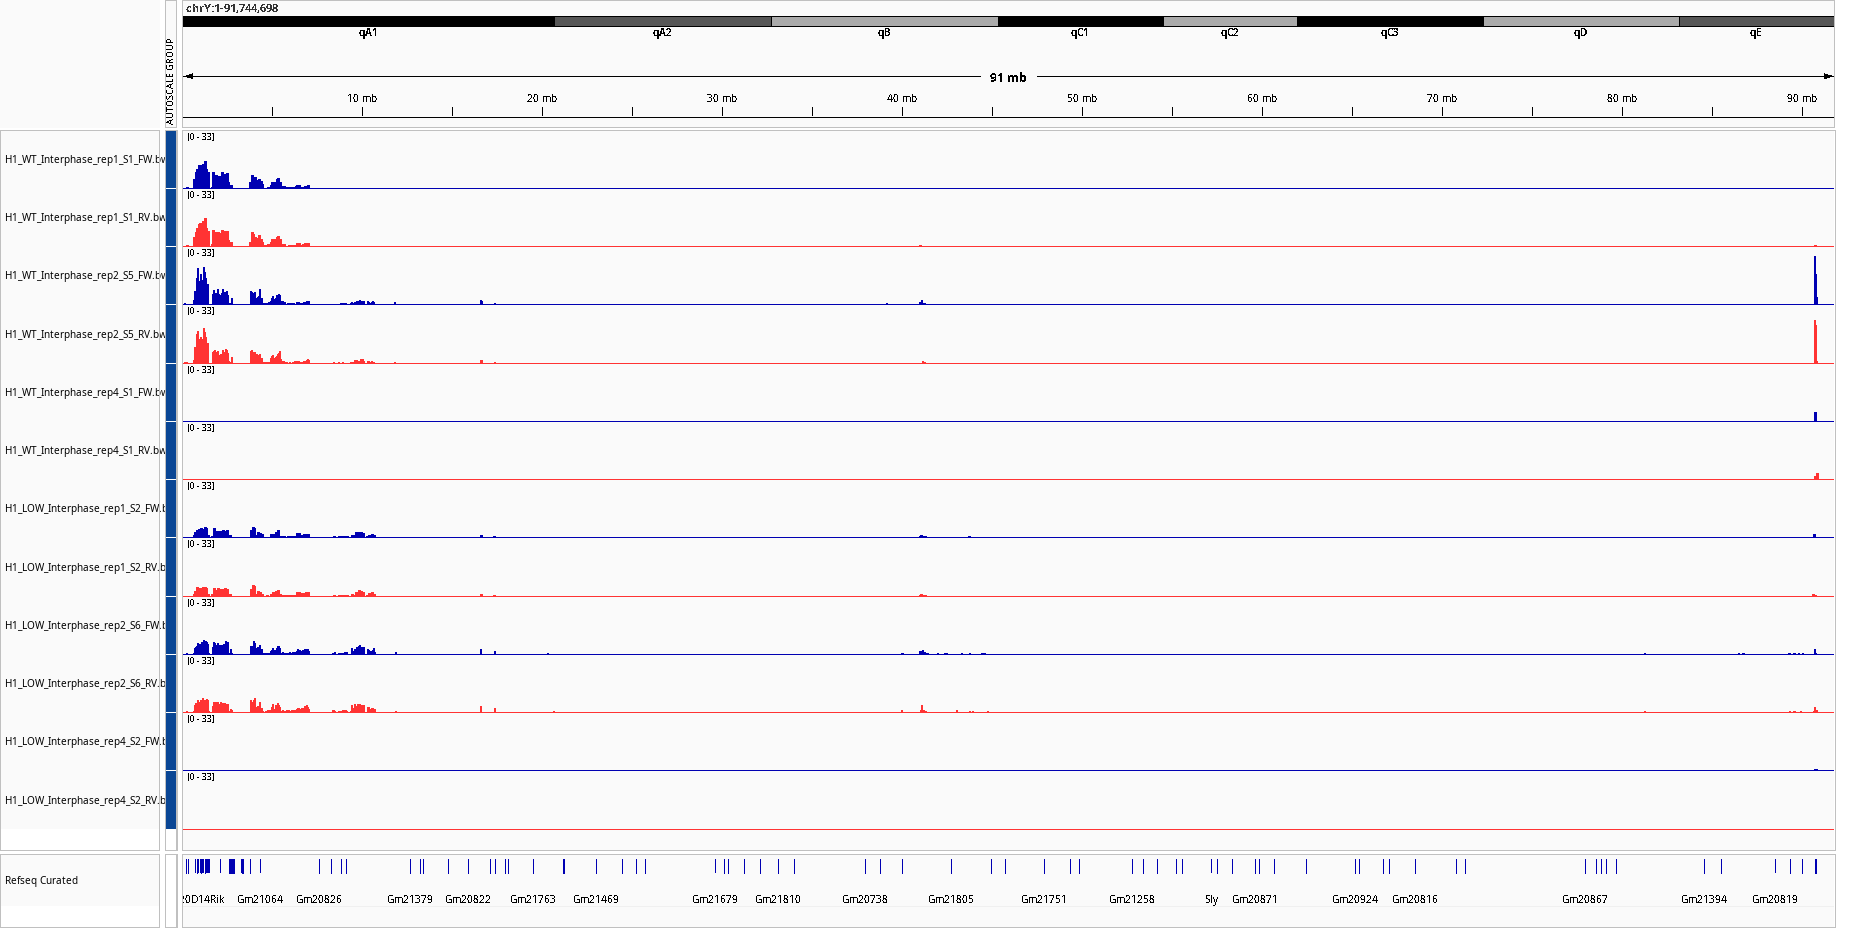 chrY:1-91,744,698
AUTOSCALE GROUP
qA1 qA2 qB qC1 qC2 qC3 qD qE
91 mb
10 mb 20 mb 30 mb 40 mb 50 mb 60 mb 70 mb 80 mb 90 mb
[0 - 33]
H1_WT_Interphase_rep1_S1_FW.bw
[0 - 33]
H1_WT_Interphase_rep1_S1_RV.bw
[0 - 33]
H1_WT_Interphase_rep2_S5_FW.bw
[0 - 33]
H1_WT_Interphase_rep2_S5_RV.bw
[0 - 33]
H1_WT_Interphase_rep4_S1_FW.bw
[0 - 33]
H1_WT_Interphase_rep4_S1_RV.bw
[0 - 33]
H1_LOW_Interphase_rep1_S2_FW.b
[0 - 33]
H1_LOW_Interphase_rep1_S2_RV.b
[0 - 33]
H1_LOW_Interphase_rep2_S6_FW.b
[0 - 33]
H1_LOW_Interphase_rep2_S6_RV.b
[0 - 33]
H1_LOW_Interphase_rep4_S2_FW.b
[0 - 33]
H1_LOW_Interphase_rep4_S2_RV.b
Refseq Curated
20D14Rik Gm21064 Gm20826 Gm21379 Gm20822 Gm21763 Gm21469 Gm21679 Gm21810 Gm20738 Gm21805 Gm21751 Gm21258 Sly Gm20871 Gm20924 Gm20816 Gm20867 Gm21394 Gm20819